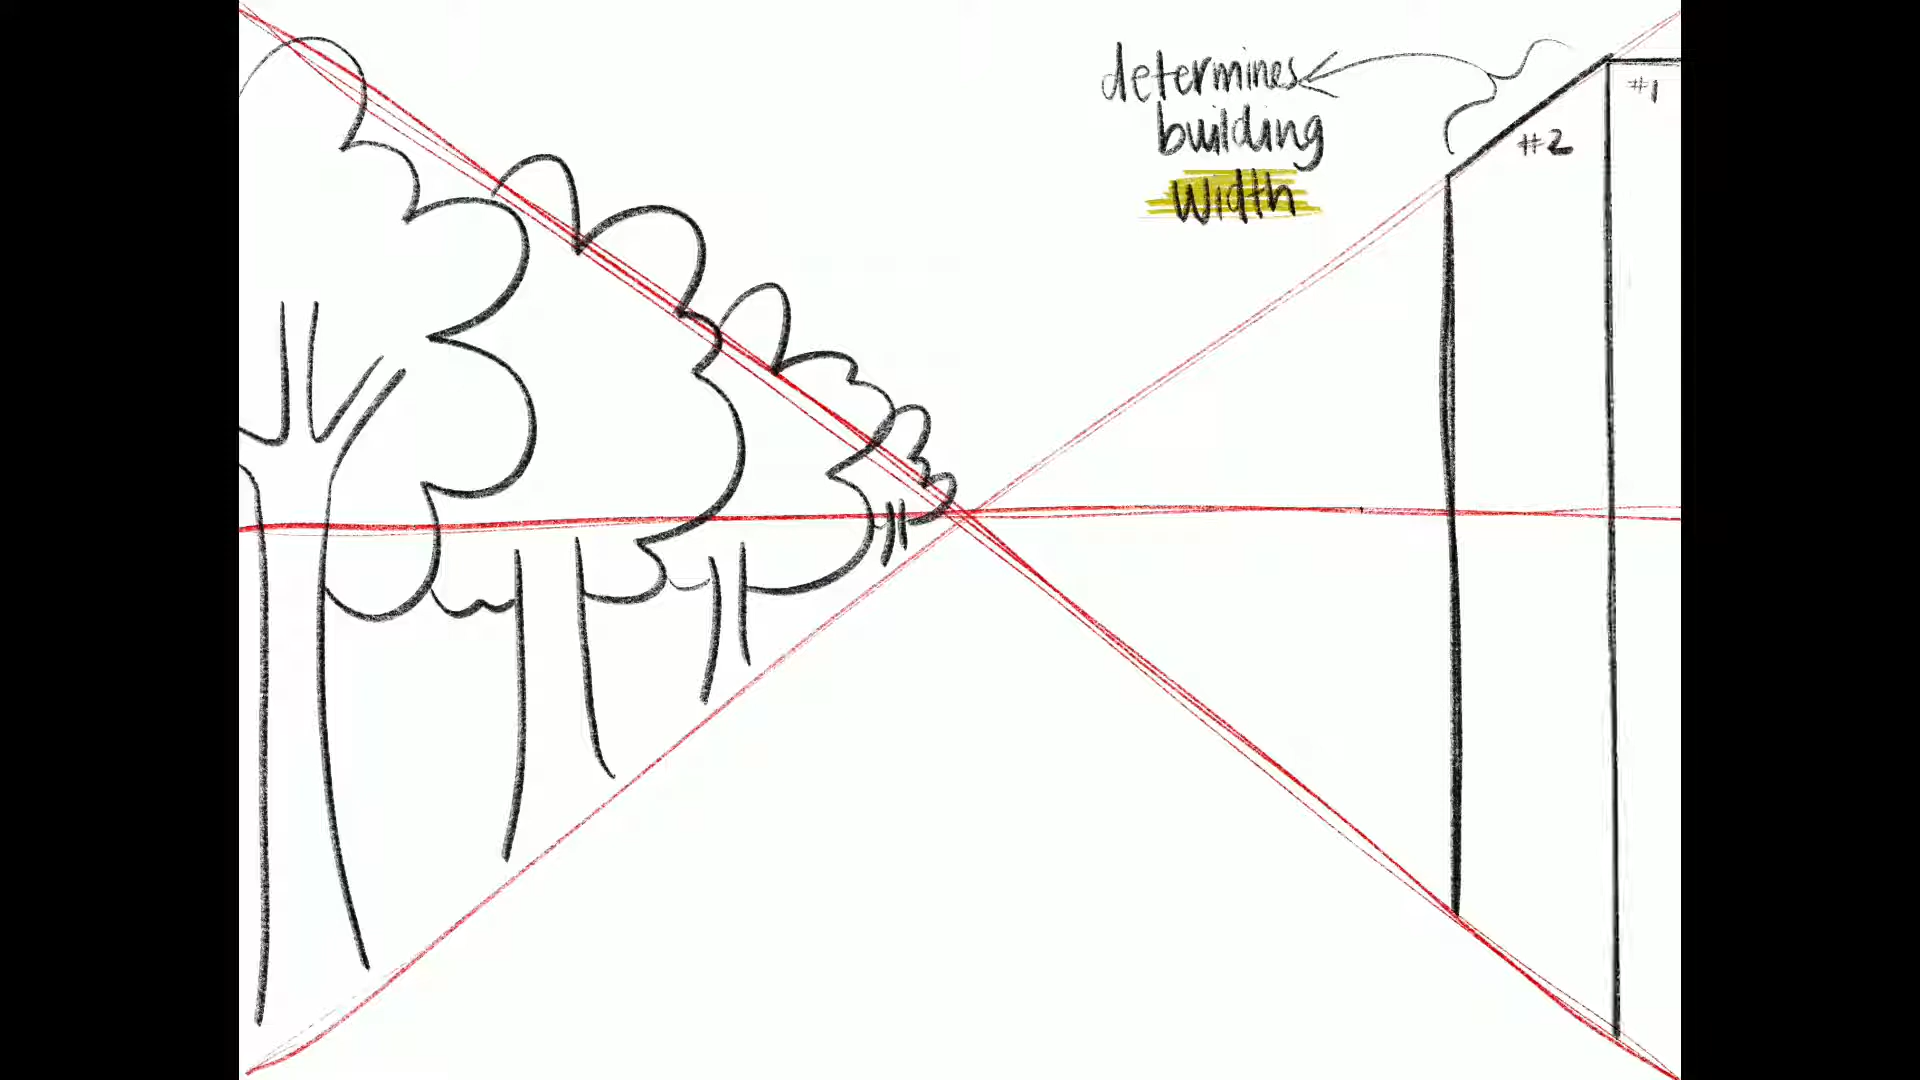 determines
building
width
#1
#2